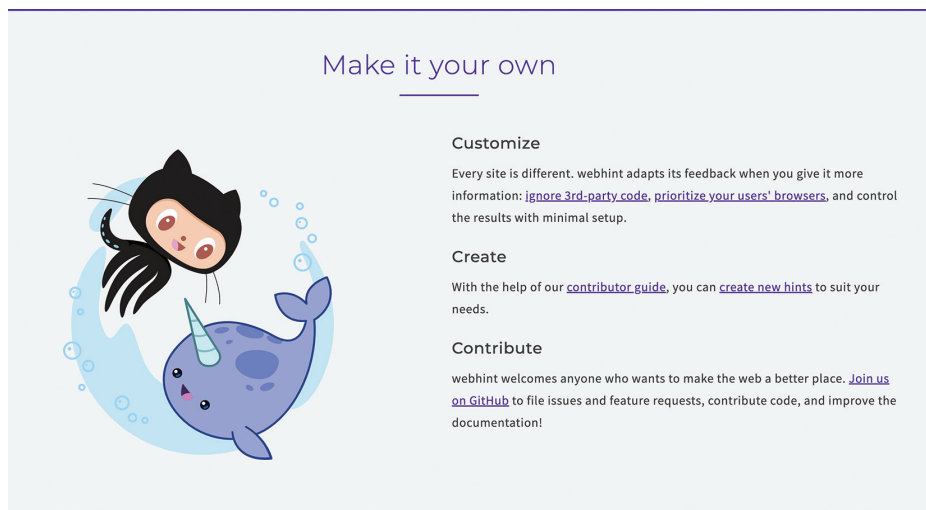 Make it your own
Customize
Every site is different. webhint adapts its feedback when you give it more
information: ignore 3rd-party code, prioritize your users' browsers, and control
the results with minimal setup.
Create
With the help of our contributor guide, you can create new hints to suit your
needs.
Contribute
webhint welcomes anyone who wants to make the web a better place. Join us
on GitHub to file issues and feature requests, contribute code, and improve the
documentation!